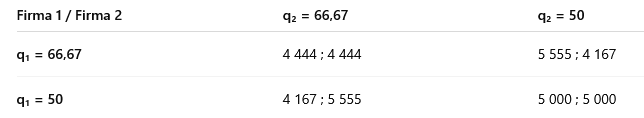 Firma 1 / Firma 2 q₂ = 66,67 q₂ = 50
q₁ = 66,67 4 444 ; 4 444 5 555 ; 4 167
q₁ = 50 4 167 ; 5 555 5 000 ; 5 000